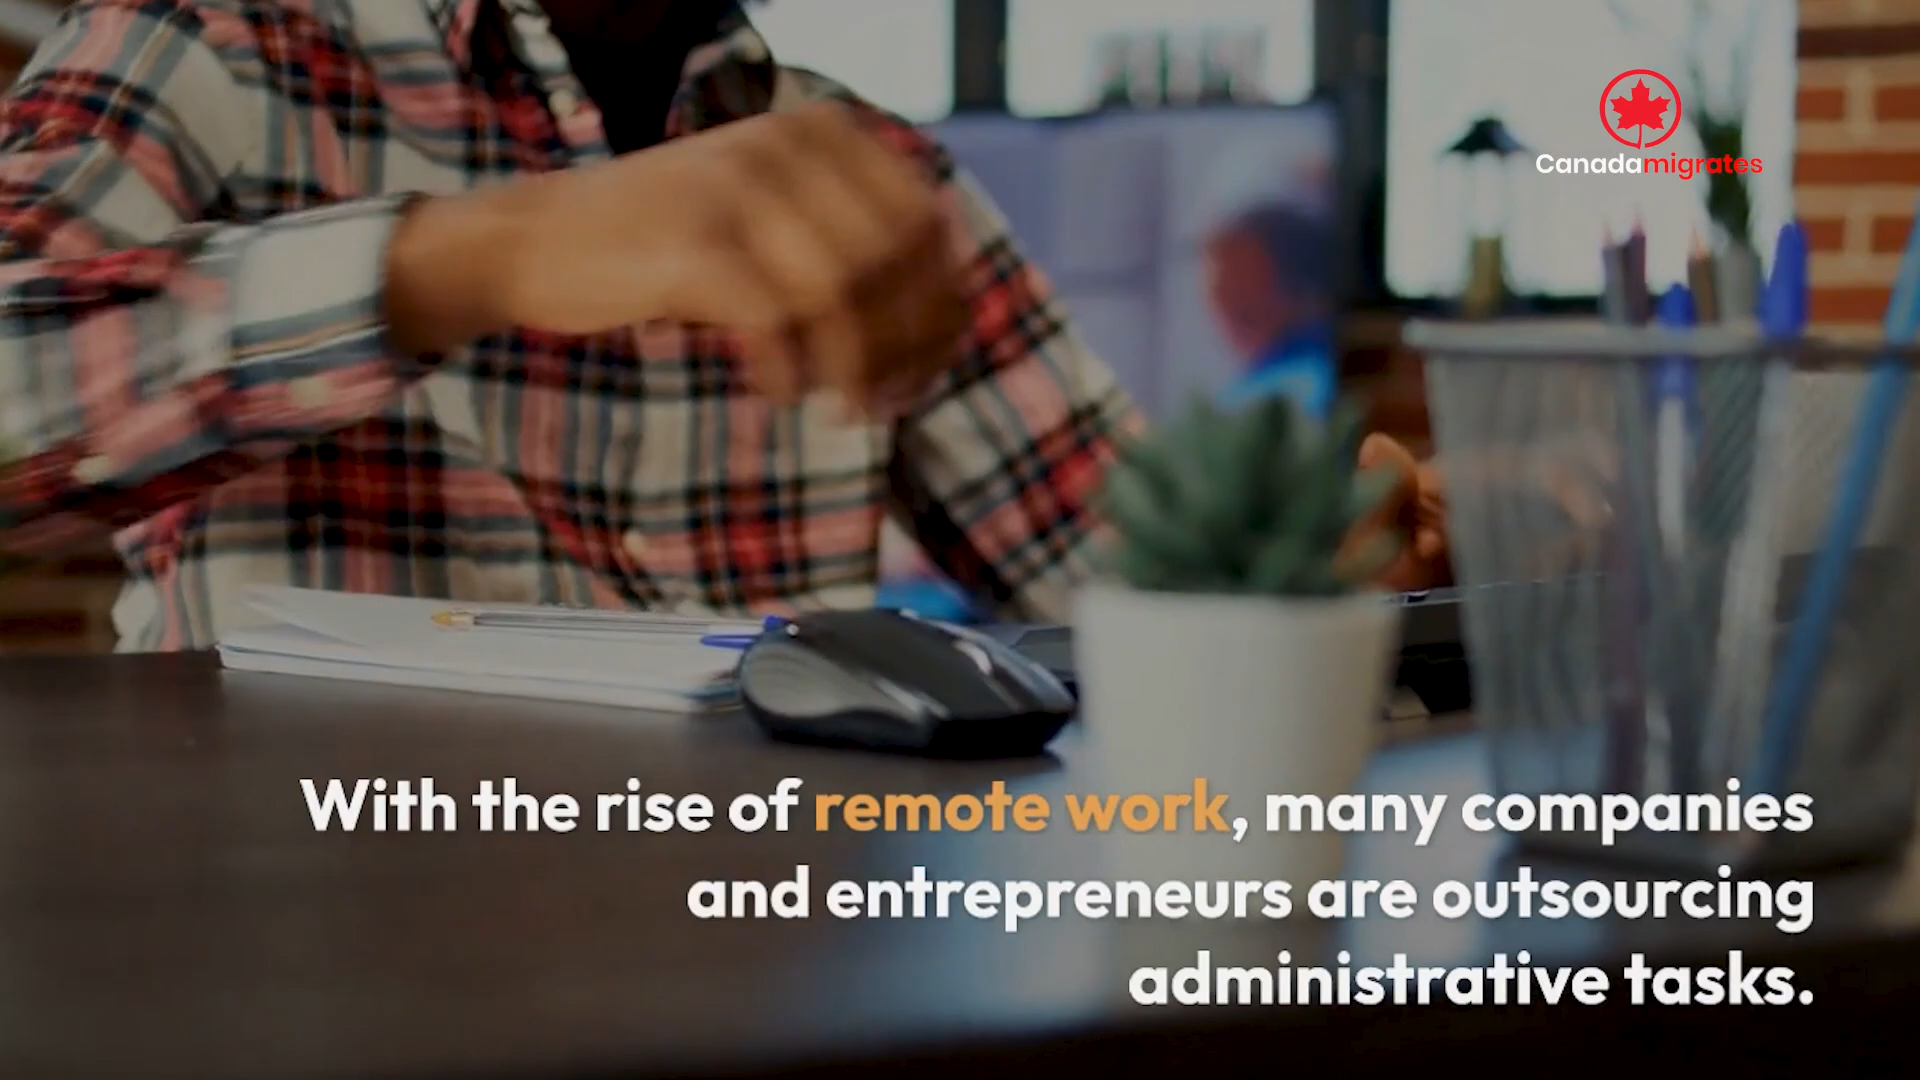 Canadamigrates
With the rise of remote work, many companies
and entrepreneurs are outsourcing
administrative tasks.